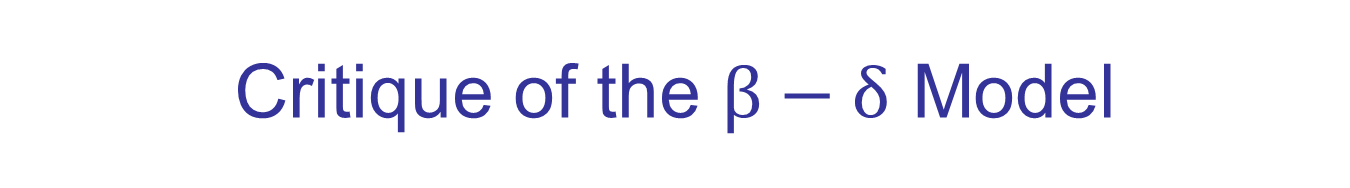 Critique of the β – δ Model